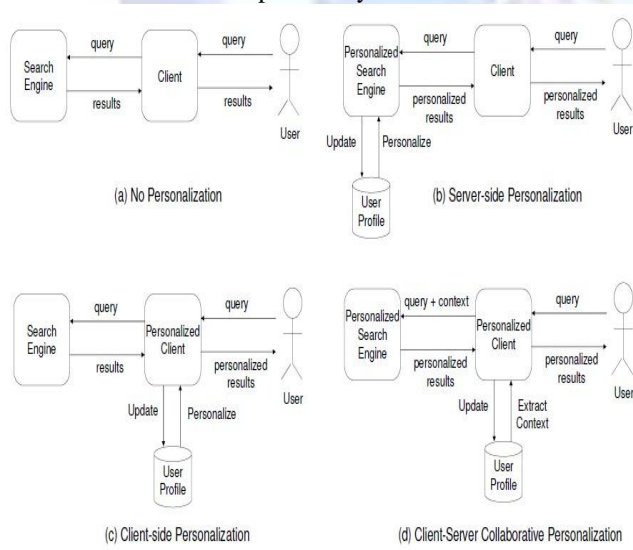 query
query
Search
Engine
Client
results
results
User
(a) No Personalization
query
query
Personalized
Search
Engine
Client
personalized
results
personalized
results
User
Update
Personalize
User
Profile
(b) Server-side Personalization
query
query
Search
Engine
Personalized
Client
results
personalized
results
User
Update
Personalize
User
Profile
(c) Client-side Personalization
query + context
query
Personalized
Search
Engine
Personalized
Client
personalized
results
personalized
results
User
Update
Extract
Context
User
Profile
(d) Client-Server Collaborative Personalization